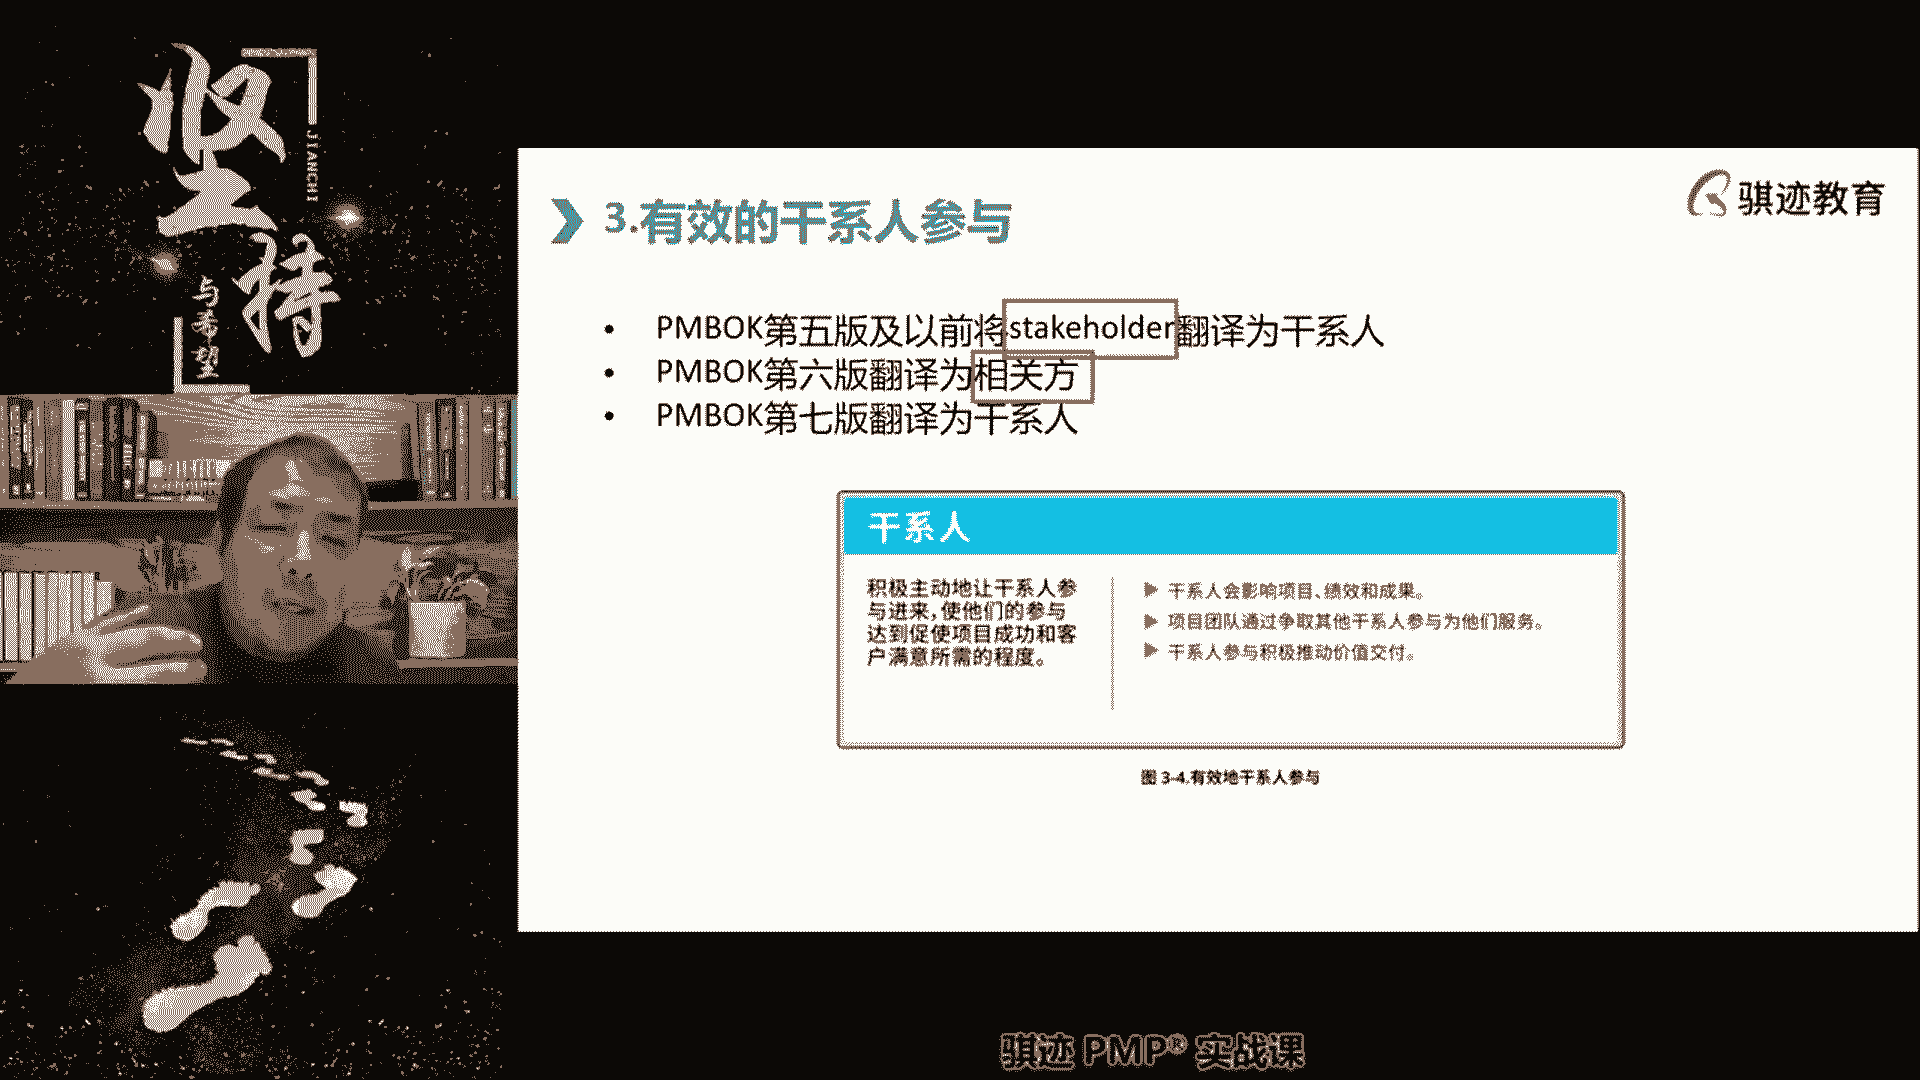 坚持
JIANCHI
与希望
骐迹教育
3.有效的干系人参与
• PMBOK第五版及以前将stakeholder翻译为干系人
• PMBOK第六版翻译为相关方
• PMBOK第七版翻译为干系人
干系人
积极主动地让干系人参
与进来,使他们的参与
达到促使项目成功和客
户满意所需的程度。
▶ 干系人会影响项目、绩效和成果。
▶ 项目团队通过争取其他干系人参与为他们服务。
▶ 干系人参与积极推动价值交付。
图 3-4.有效地干系人参与
骐迹 PMP® 实战课